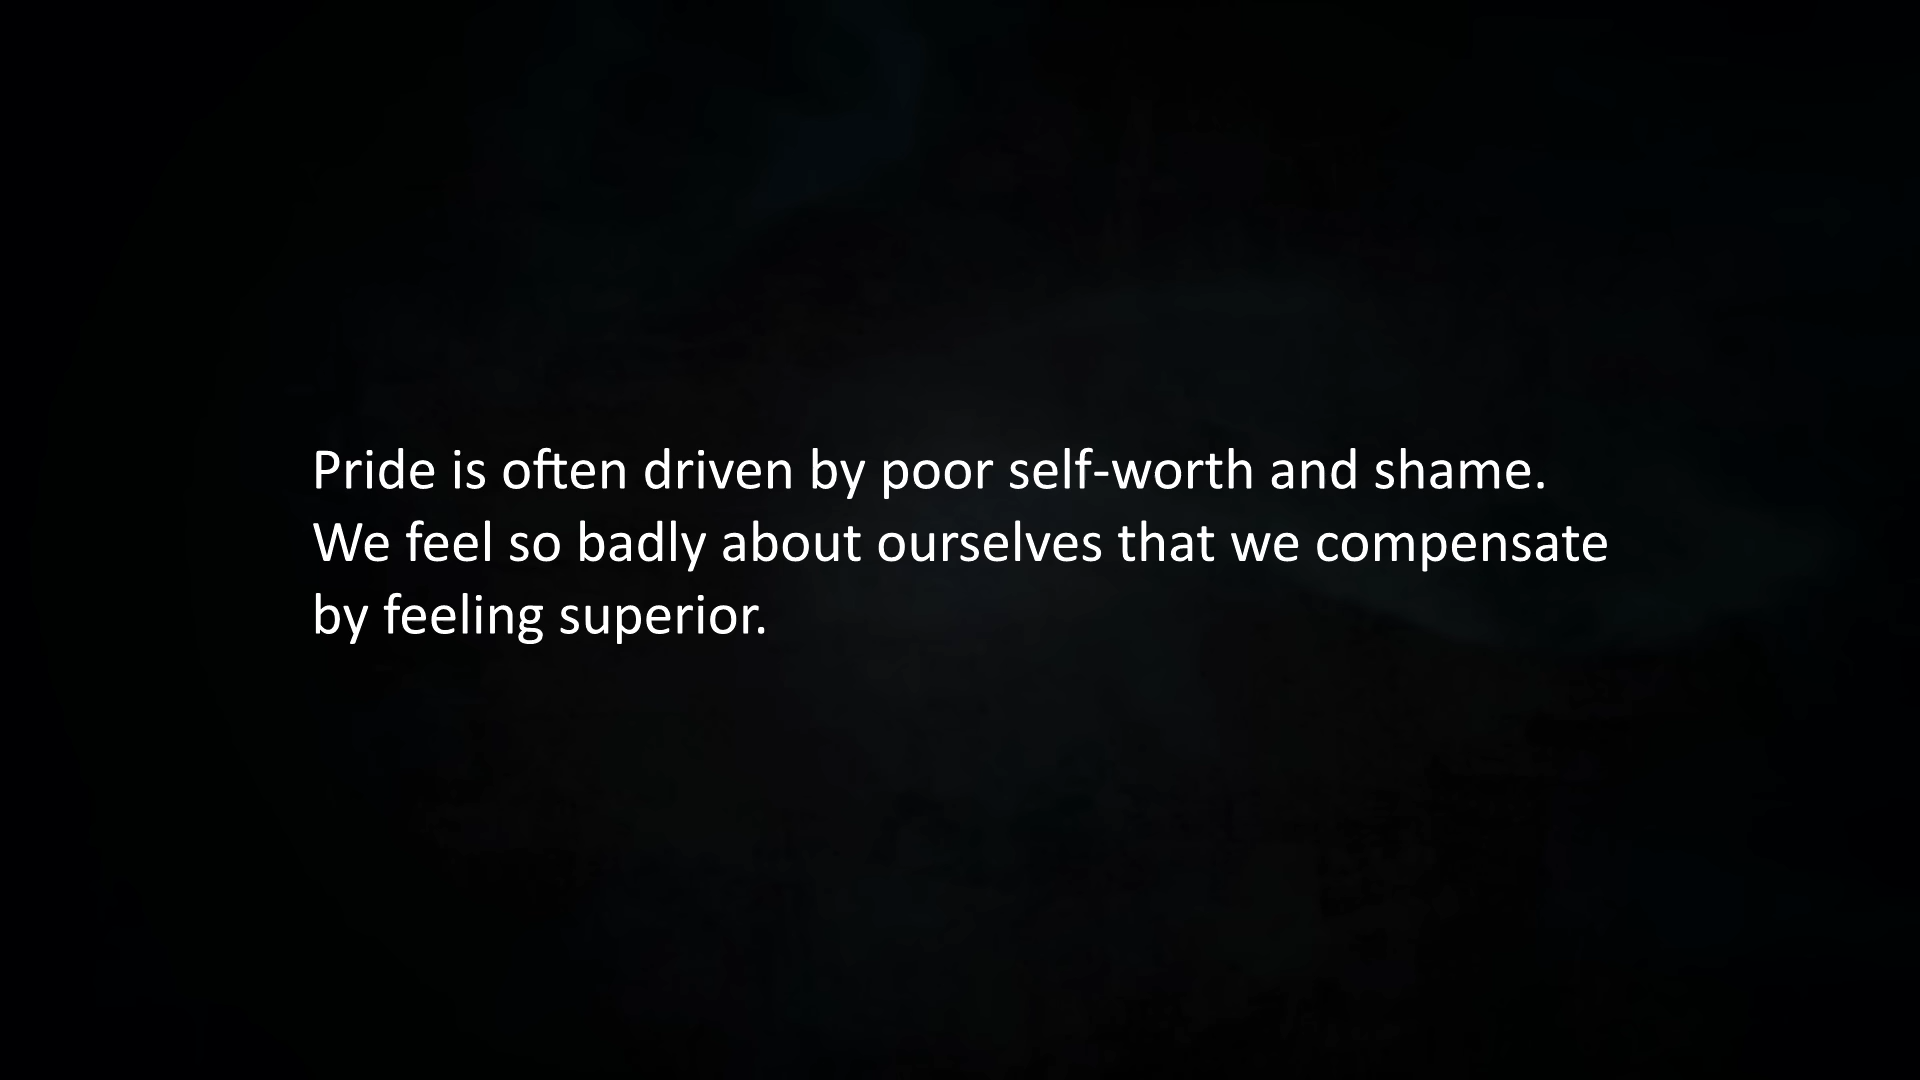 Pride is often driven by poor self-worth and shame.
We feel so badly about ourselves that we compensate
by feeling superior.